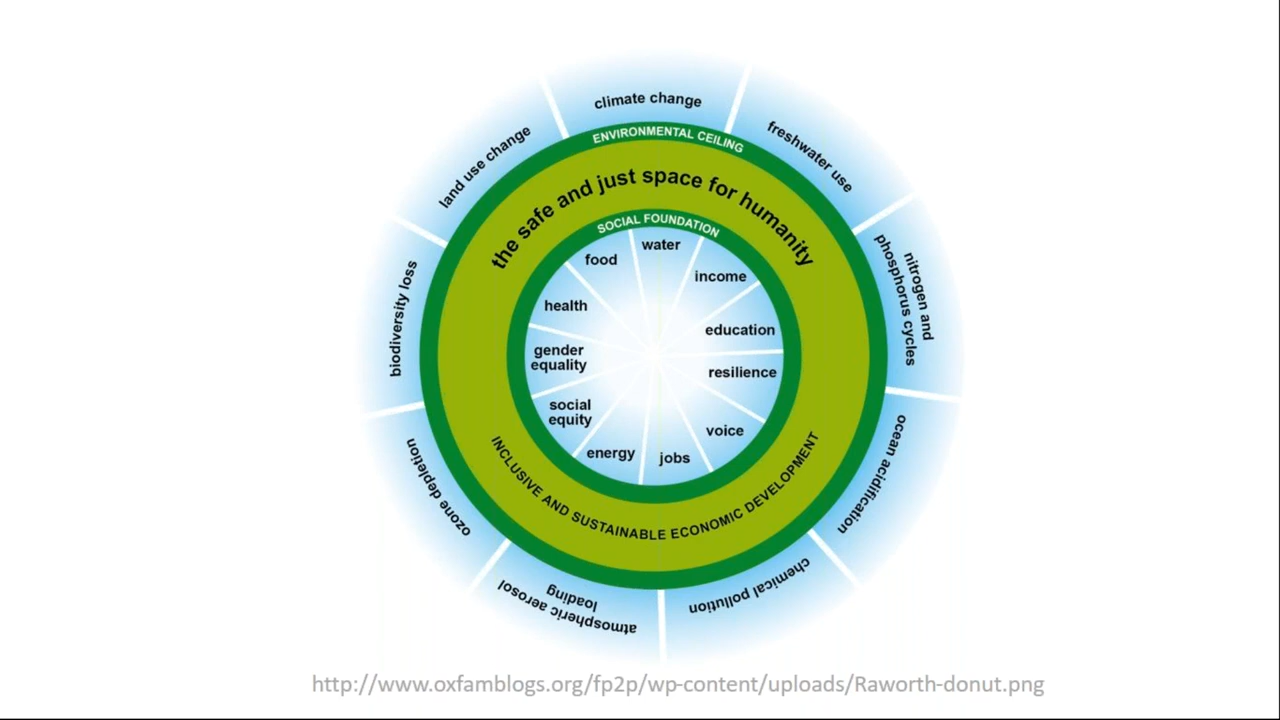 climate change
freshwater use
nitrogen and
phosphorus cycles
ocean acidification
chemical pollution
atmospheric aerosol
loading
ozone depletion
biodiversity loss
land use change
ENVIRONMENTAL CEILING
the safe and just space for humanity
SOCIAL FOUNDATION
water
income
education
resilience
voice
jobs
energy
social
equity
gender
equality
health
food
INCLUSIVE AND SUSTAINABLE ECONOMIC DEVELOPMENT
http://www.oxfamblogs.org/fp2p/wp-content/uploads/Raworth-donut.png